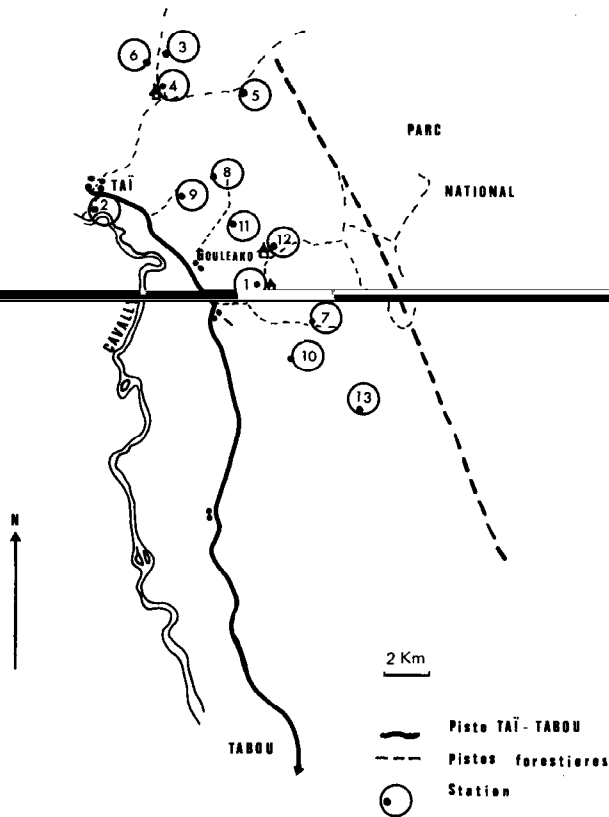 3
6
4
5
PARC
8
TAÏ
NATIONAL
9
2
11
12
GOULEAKO
1
CAVALLY
7
10
13
N
2 Km
Piste TAÏ-TABOU
TABOU
Pistes forestieres
Station